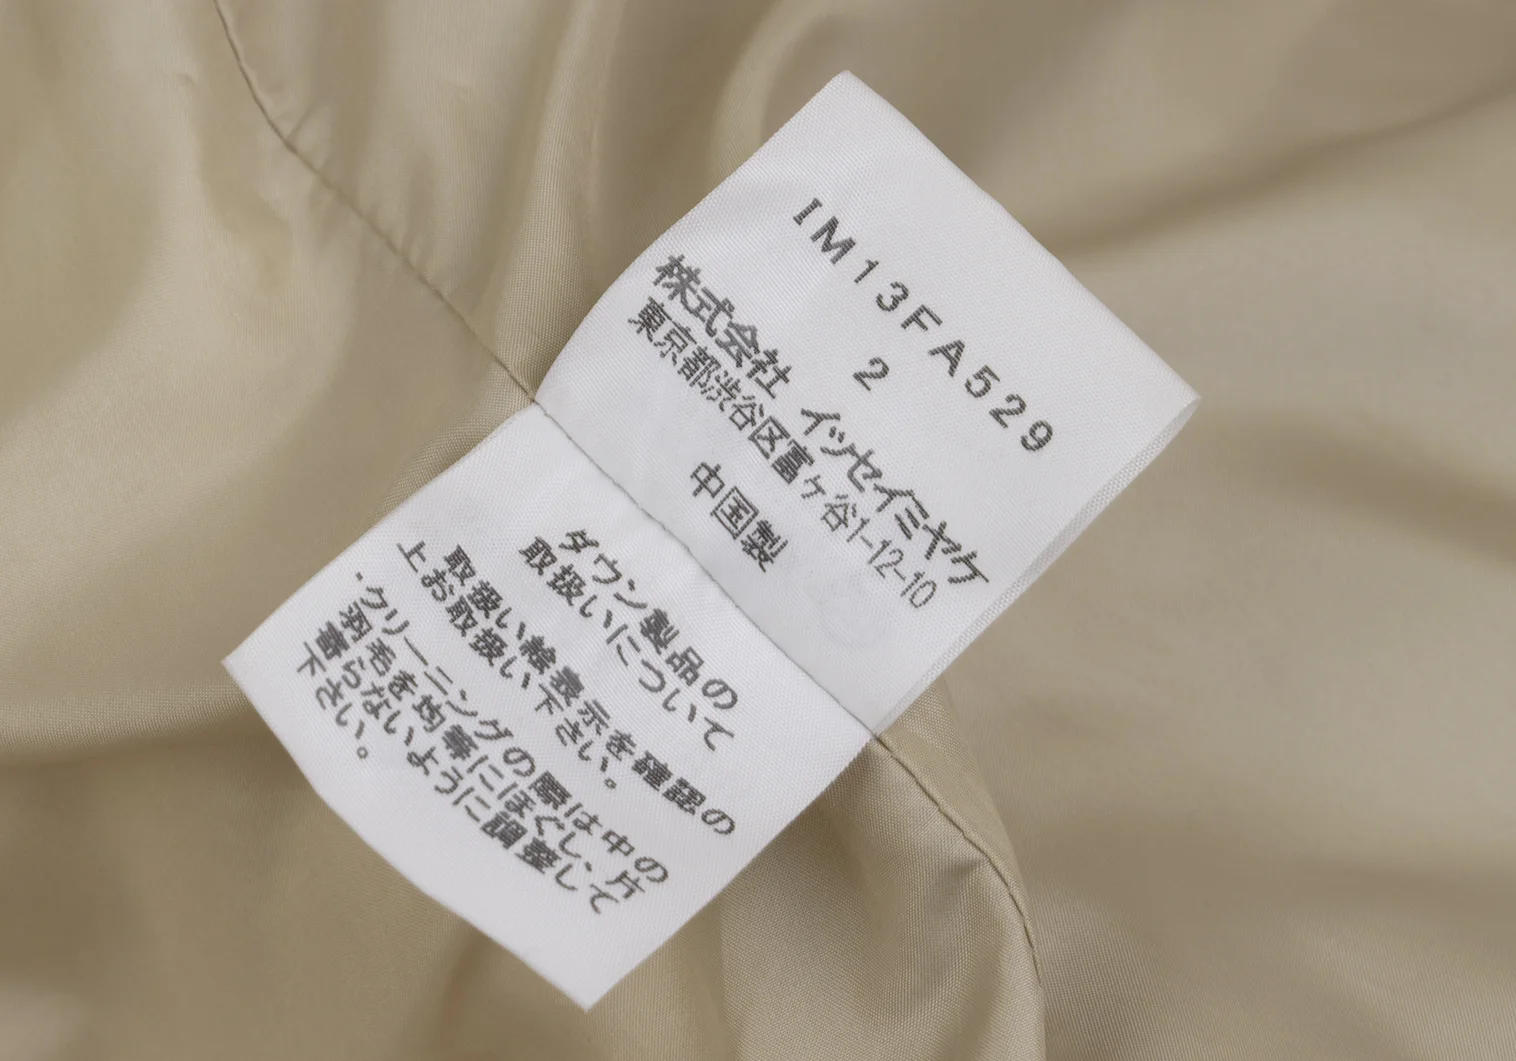 IM13FA529
2
株式会社 イッセイミヤケ
東京都渋谷区富ヶ谷1-12-10
中国製
ダウン製品の
取扱いについて
取扱い絵表示を確認の
上お取扱い下さい。
・クリーニングの際は中の
羽毛を均等にほぐし、片
寄らないように調整して
下さい。